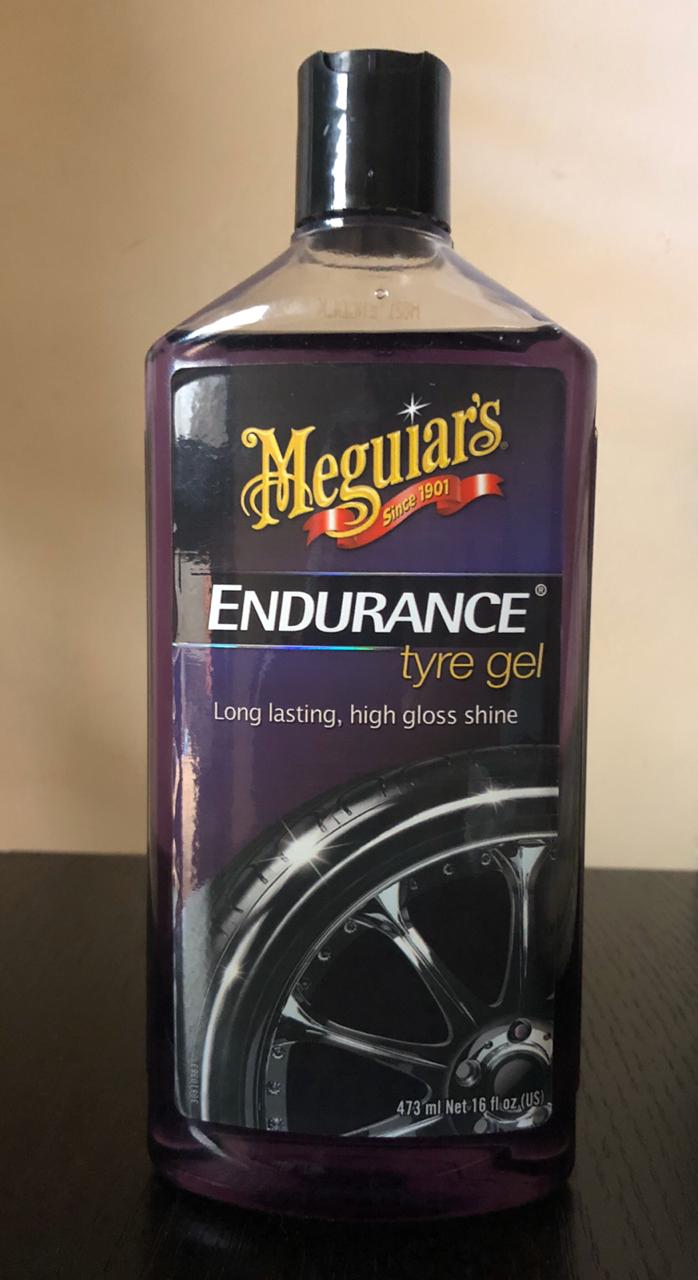 Meguiar's
Since 1901
ENDURANCE®
tyre gel
Long lasting, high gloss shine
473 ml Net 16 fl oz (US)